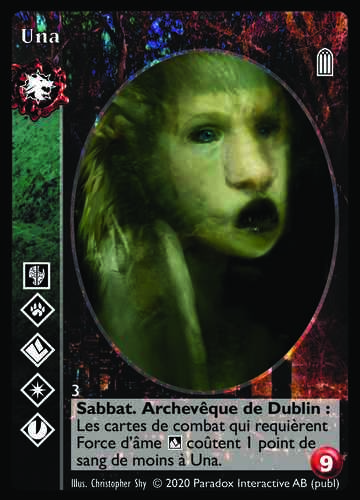 Una
3
Sabbat. Archevêque de Dublin :
Les cartes de combat qui requièrent
Force d'âme coûtent 1 point de
sang de moins à Una.
9
Illus. Christopher Shy © 2020 Paradox Interactive AB (publ)